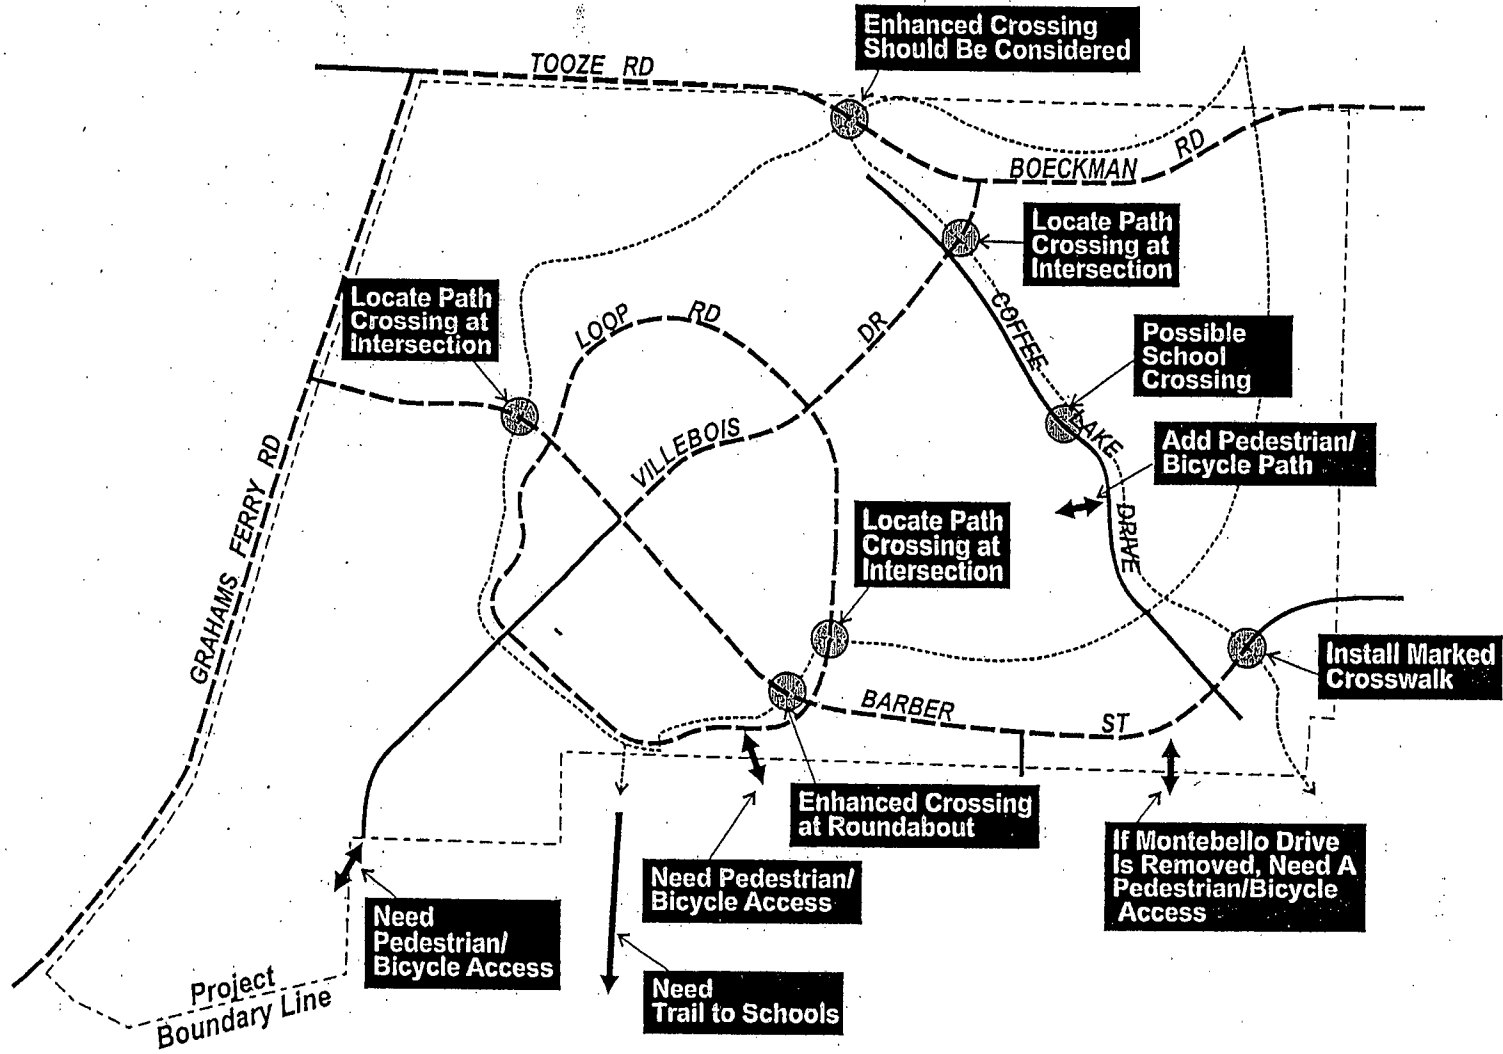 Enhanced Crossing
Should Be Considered
TOOZE RD
BOECKMAN RD
Locate Path
Crossing at
Intersection
Locate Path
Crossing at
Intersection
LOOP RD
VILLEBOIS DR
COFFEE LAKE DRIVE
Possible
School
Crossing
Add Pedestrian/
Bicycle Path
GRAHAMS FERRY RD
Locate Path
Crossing at
Intersection
Install Marked
Crosswalk
BARBER ST
Enhanced Crossing
at Roundabout
If Montebello Drive
Is Removed, Need A
Pedestrian/Bicycle
Access
Need Pedestrian/
Bicycle Access
Need
Pedestrian/
Bicycle Access
Need
Trail to Schools
Project
Boundary Line